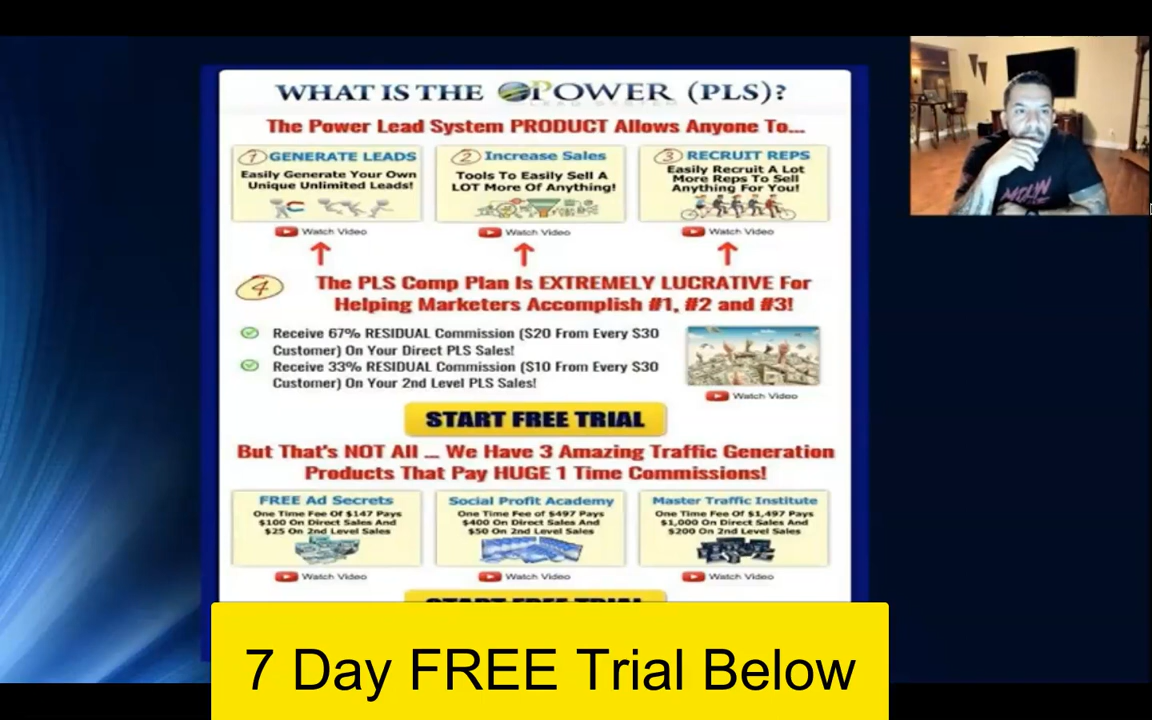 WHAT IS THE POWER (PLS)?
LEAD SYSTEM
The Power Lead System PRODUCT Allows Anyone To...
1 GENERATE LEADS
Easily Generate Your Own
Unique Unlimited Leads!
2 Increase Sales
Tools To Easily Sell A
LOT More Of Anything!
3 RECRUIT REPS
Easily Recruit A Lot
More Reps To Sell
Anything For You!
Watch Video
Watch Video
Watch Video
4
The PLS Comp Plan Is EXTREMELY LUCRATIVE For
Helping Marketers Accomplish #1, #2 and #3!
Receive 67% RESIDUAL Commission ($20 From Every $30
Customer) On Your Direct PLS Sales!
Receive 33% RESIDUAL Commission ($10 From Every $30
Customer) On Your 2nd Level PLS Sales!
Watch Video
START FREE TRIAL
But That's NOT All ... We Have 3 Amazing Traffic Generation
Products That Pay HUGE 1 Time Commissions!
FREE Ad Secrets
One Time Fee Of $147 Pays
$100 On Direct Sales And
$25 On 2nd Level Sales
Social Profit Academy
One Time Fee of $497 Pays
$400 On Direct Sales And
$50 On 2nd Level Sales
Master Traffic Institute
One Time Fee Of $1,497 Pays
$1,000 On Direct Sales And
$200 On 2nd Level Sales
Watch Video
Watch Video
Watch Video
START FREE TRIAL
7 Day FREE Trial Below